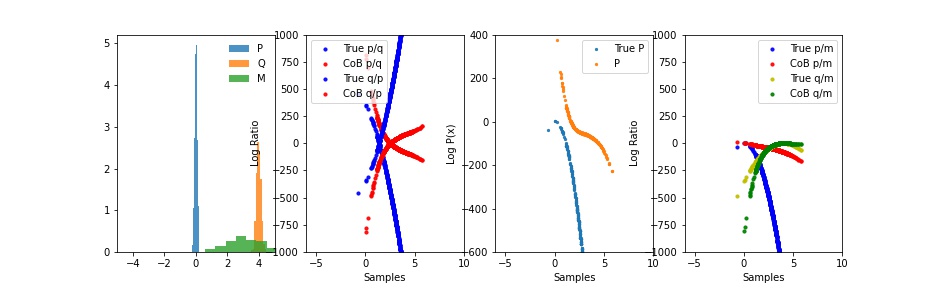 P
Q
M
5
4
3
2
1
0
−4 −2 0 2 4
Log Ratio
1000
750
500
250
0
−250
−500
−750
1000
True p/q
CoB p/q
True q/p
CoB q/p
−5 0 5 10
Samples
Log P(x)
400
200
0
−200
−400
−600
True P
P
−5 0 5 10
Samples
Log Ratio
1000
750
500
250
0
−250
−500
−750
1000
True p/m
CoB p/m
True q/m
CoB q/m
−5 0 5 10
Samples